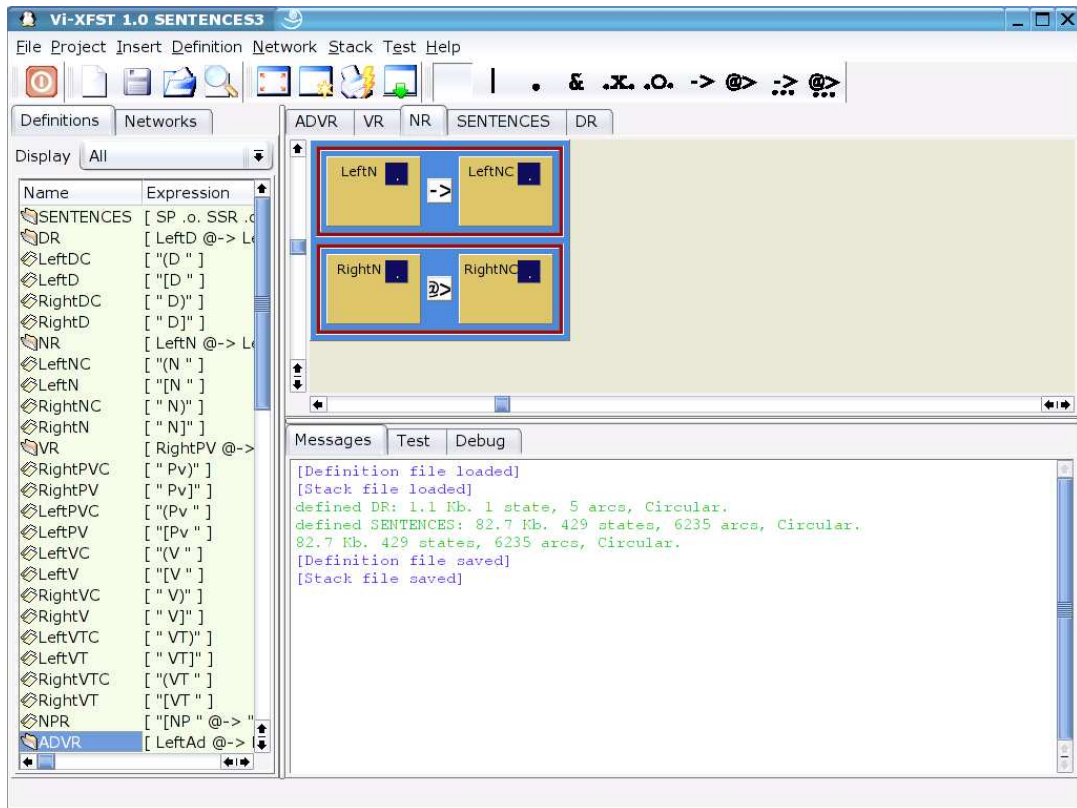 Vi-XFST 1.0 SENTENCES3
File Project Insert Definition Network Stack Test Help
| . & .x. .o. -> @> .->. @>
Definitions Networks
Display All
Name Expression
SENTENCES [ SP .o. SSR .o
DR [ LeftD @-> Le
LeftDC [ "(D " ]
LeftD [ "[D " ]
RightDC [ " D)" ]
RightD [ " D]" ]
NR [ LeftN @-> Le
LeftNC [ "(N " ]
LeftN [ "[N " ]
RightNC [ " N)" ]
RightN [ " N]" ]
VR [ RightPV @->
RightPVC [ " Pv)" ]
RightPV [ " Pv]" ]
LeftPVC [ "(Pv " ]
LeftPV [ "[Pv " ]
LeftVC [ "(V " ]
LeftV [ "[V " ]
RightVC [ " V)" ]
RightV [ " V]" ]
LeftVTC [ " VT)" ]
LeftVT [ " VT]" ]
RightVTC [ "(VT " ]
RightVT [ "[VT " ]
NPR [ "[NP " @-> "
ADVR [ LeftAd @->
ADVR VR NR SENTENCES DR
LeftN . -> LeftNC .
RightN . @> RightNC .
Messages Test Debug
[Definition file loaded]
[Stack file loaded]
defined DR: 1.1 Kb. 1 state, 5 arcs, Circular.
defined SENTENCES: 82.7 Kb. 429 states, 6235 arcs, Circular.
82.7 Kb. 429 states, 6235 arcs, Circular.
[Definition file saved]
[Stack file saved]